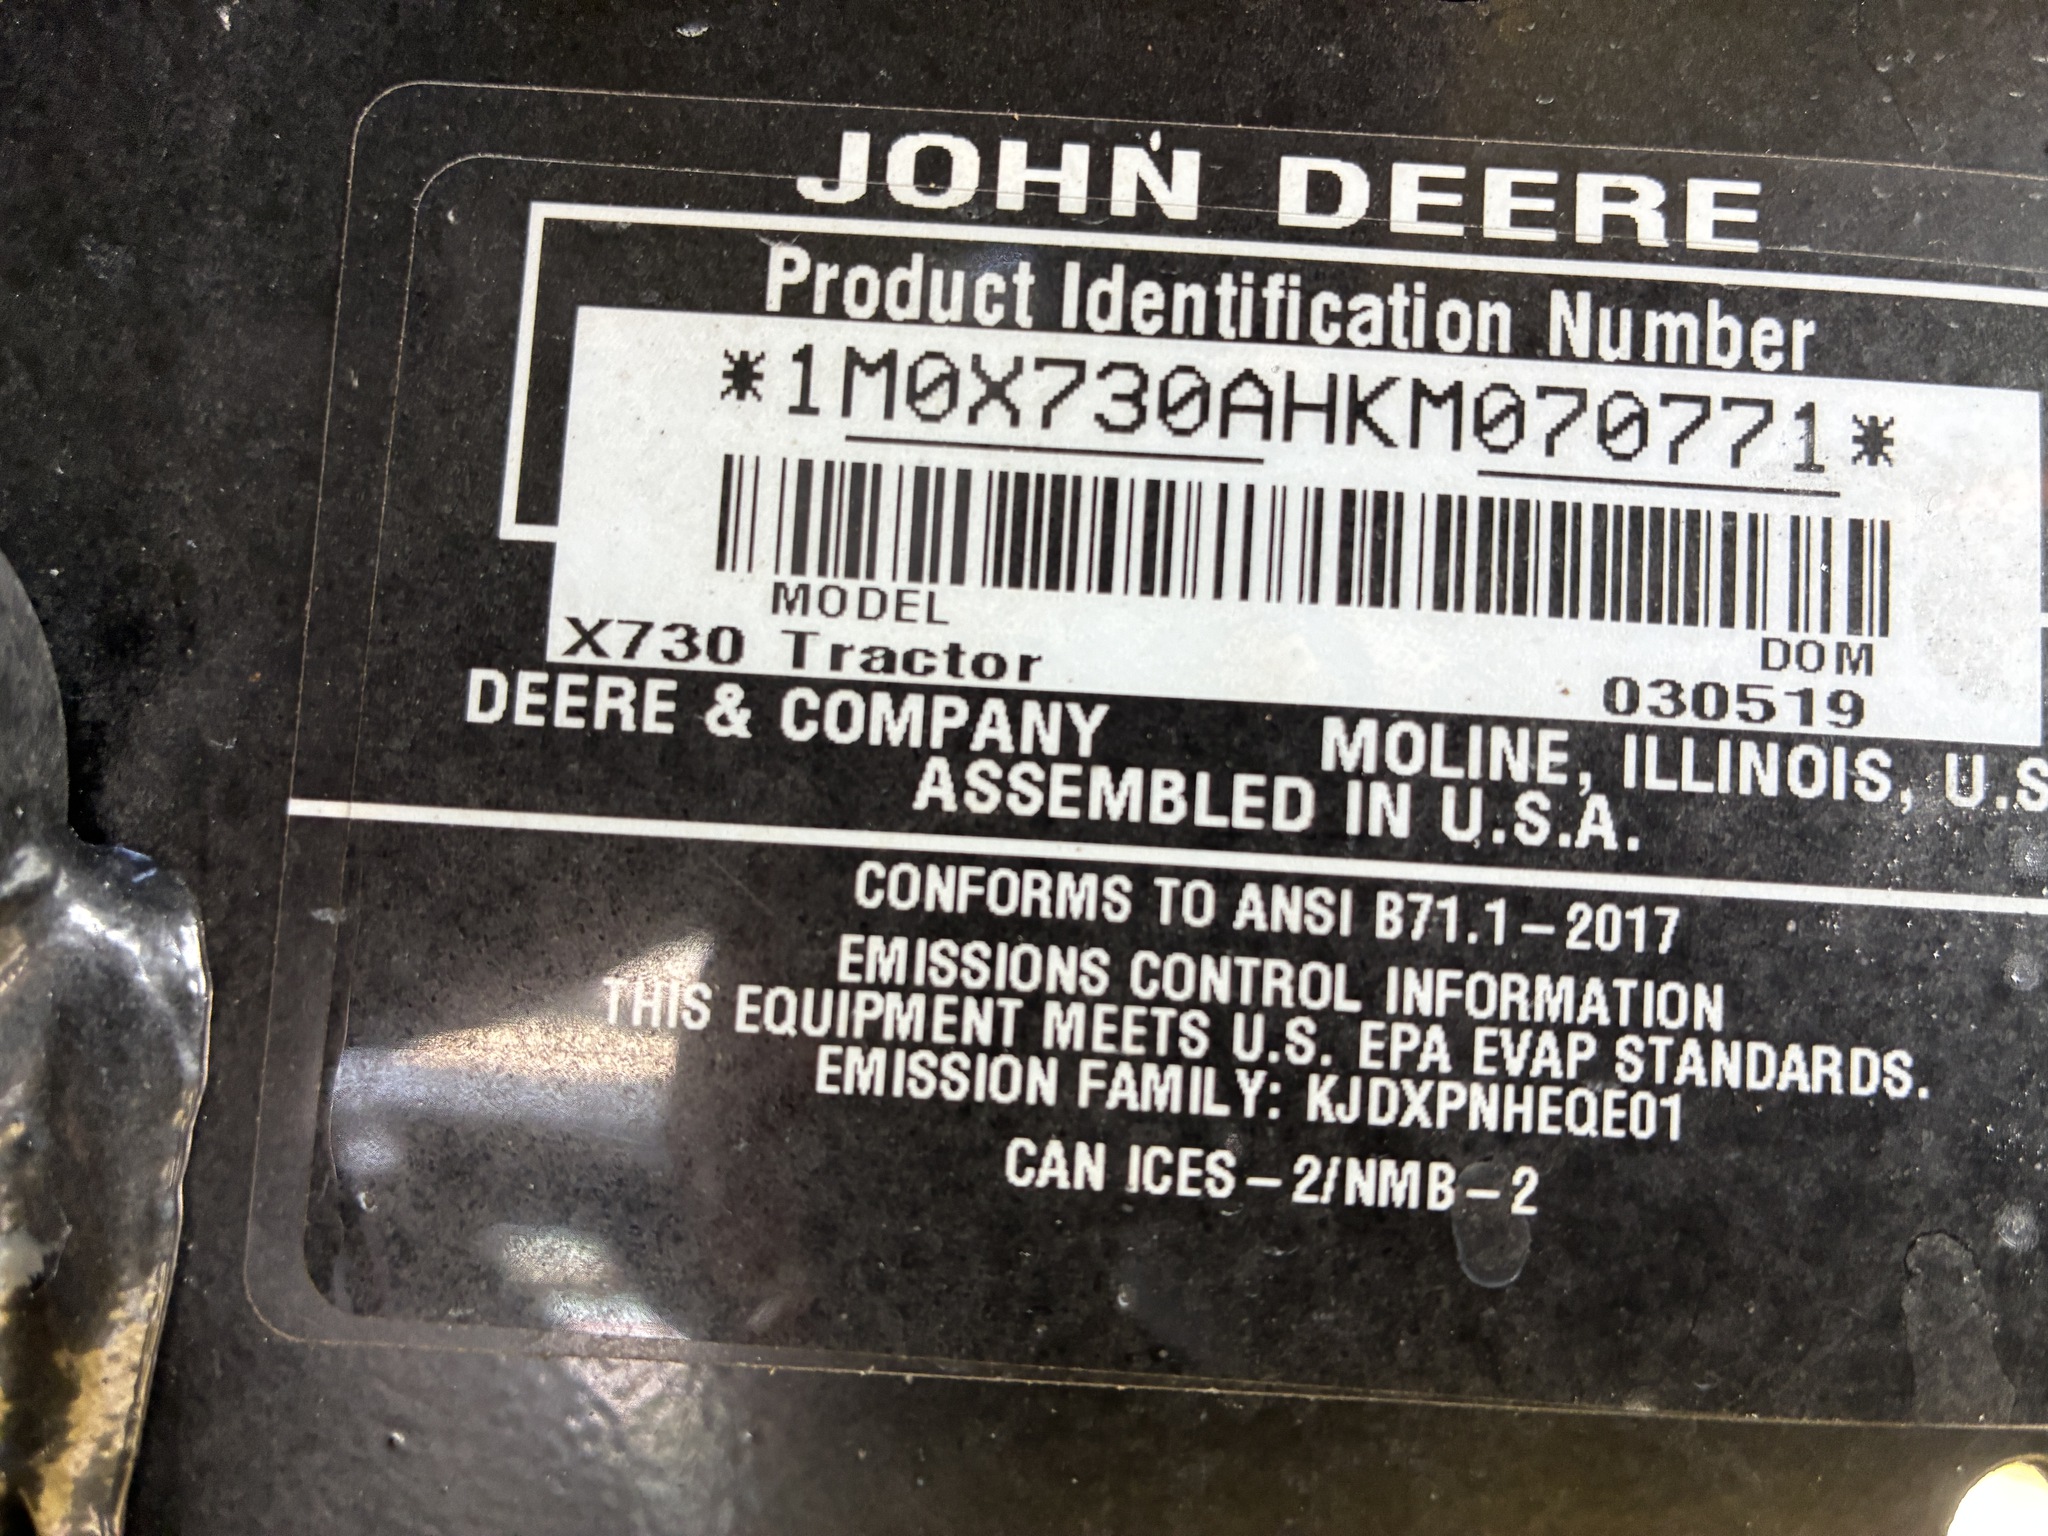 JOHN DEERE
Product Identification Number
*1M0X730AHKM070771*
MODEL
DOM
X730 Tractor
030519
DEERE & COMPANY MOLINE, ILLINOIS, U.S
ASSEMBLED IN U.S.A.
CONFORMS TO ANSI B71.1-2017
EMISSIONS CONTROL INFORMATION
THIS EQUIPMENT MEETS U.S. EPA EVAP STANDARDS.
EMISSION FAMILY: KJDXPNHEQE01
CAN ICES-2/NMB-2